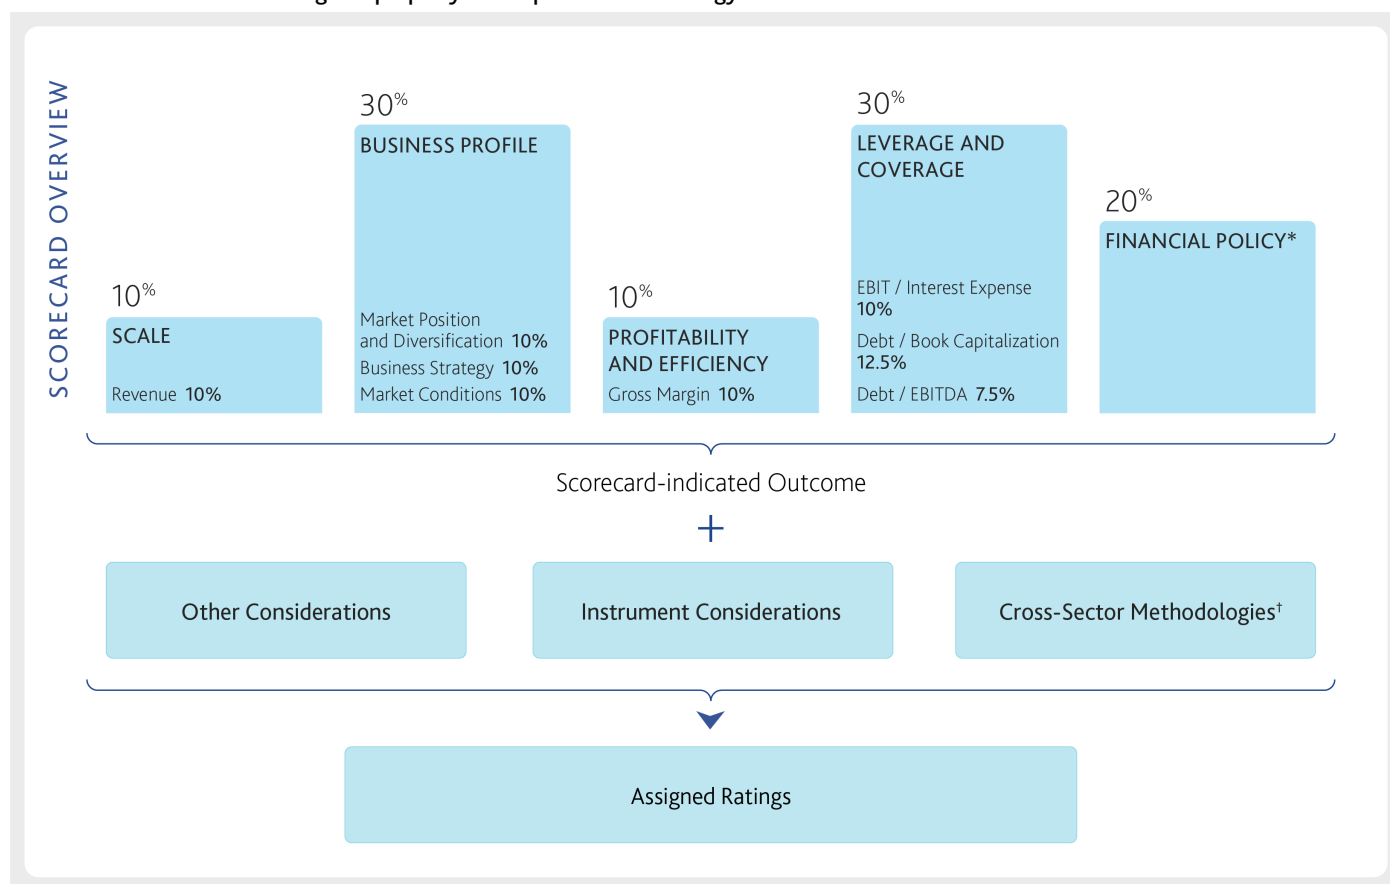 SCORECARD OVERVIEW
10%
SCALE
Revenue 10%
30%
BUSINESS PROFILE
Market Position
and Diversification 10%
Business Strategy 10%
Market Conditions 10%
10%
PROFITABILITY
AND EFFICIENCY
Gross Margin 10%
30%
LEVERAGE AND
COVERAGE
EBIT / Interest Expense
10%
Debt / Book Capitalization
12.5%
Debt / EBITDA 7.5%
20%
FINANCIAL POLICY*
Scorecard-indicated Outcome
+
Other Considerations
Instrument Considerations
Cross-Sector Methodologies†
Assigned Ratings